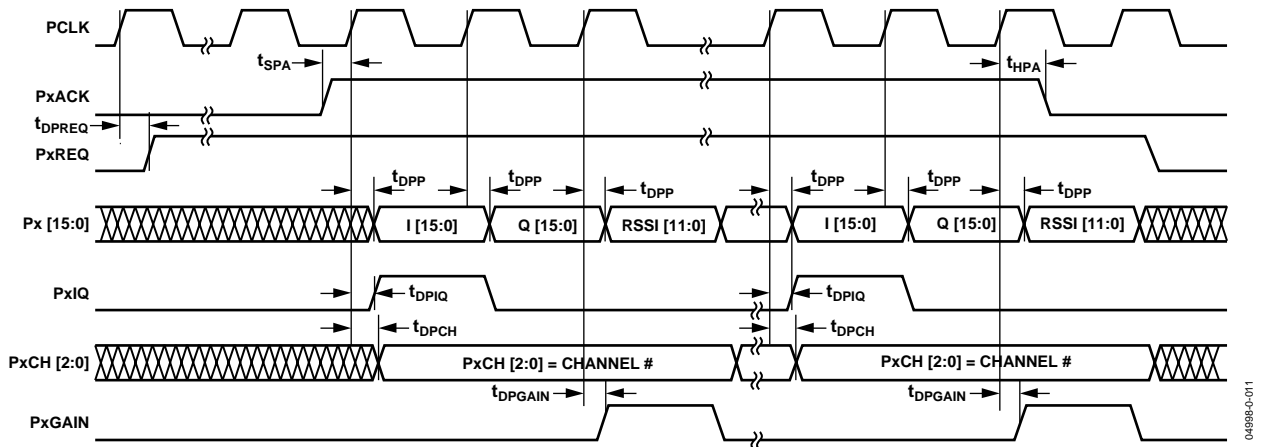 PCLK
tSPA
tHPA
PxACK
tDPREQ
PxREQ
tDPP tDPP tDPP tDPP tDPP tDPP
Px [15:0] I [15:0] Q [15:0] RSSI [11:0] I [15:0] Q [15:0] RSSI [11:0]
PxIQ tDPIQ tDPIQ
tDPCH tDPCH
PxCH [2:0] PxCH [2:0] = CHANNEL # PxCH [2:0] = CHANNEL #
tDPGAIN tDPGAIN
PxGAIN
04998-0-011